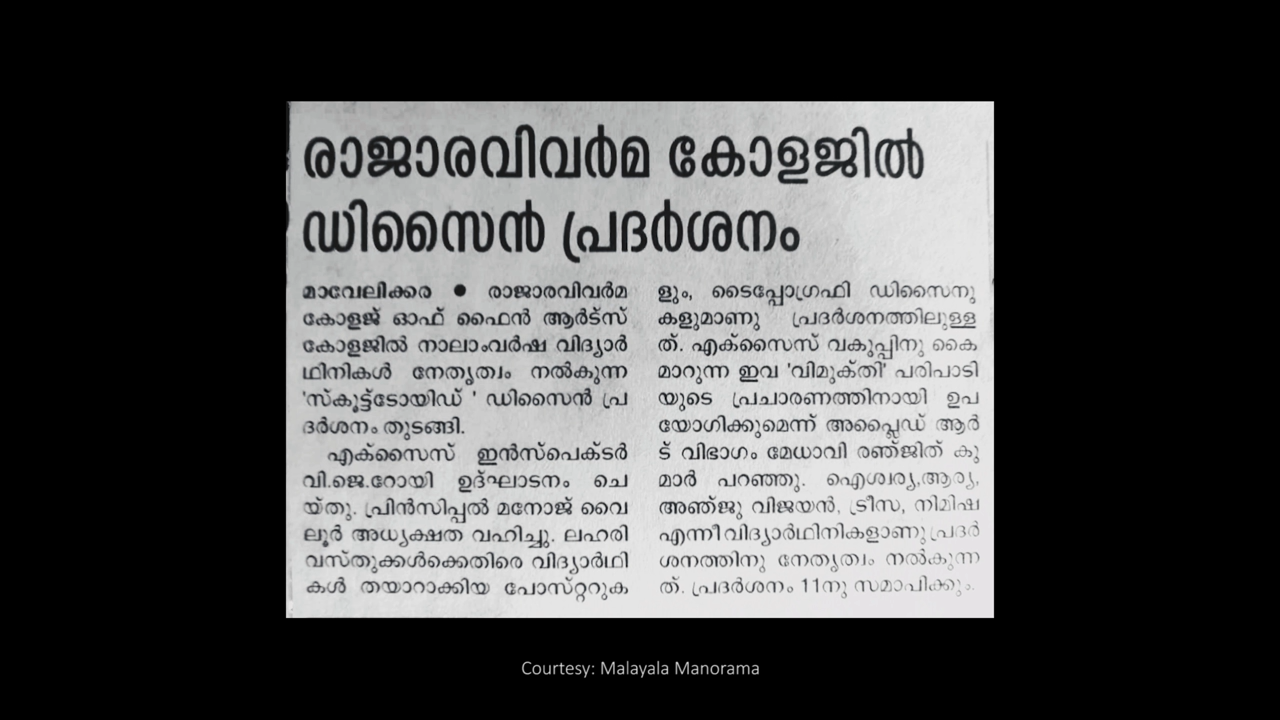 രാജാരവിവർമ കോളജിൽ
ഡിസൈൻ പ്രദർശനം
മാവേലിക്കര ● രാജാരവിവർമ
കോളജ് ഓഫ് ഫൈൻ ആർട്സ്
കോളജിൽ നാലാംവർഷ വിദ്യാർ
ഥിനികൾ നേതൃത്വം നൽകുന്ന
'സ്കൂട്ട്ടോയിഡ് ' ഡിസൈൻ പ്ര
ദർശനം തുടങ്ങി.
എക്സൈസ് ഇൻസ്പെക്ടർ
വി.ജെ.റോയി ഉദ്ഘാടനം ചെ
യ്തു. പ്രിൻസിപ്പൽ മനോജ് വൈ
ലൂർ അധ്യക്ഷത വഹിച്ചു. ലഹരി
വസ്തുക്കൾക്കെതിരെ വിദ്യാർഥി
കൾ തയാറാക്കിയ പോസ്റ്ററുക
ളും, ടൈപ്പോഗ്രഫി ഡിസൈനു
കളുമാണു പ്രദർശനത്തിലുള്ള
ത്. എക്സൈസ് വകുപ്പിനു കൈ
മാറുന്ന ഇവ 'വിമുക്തി' പരിപാടി
യുടെ പ്രചാരണത്തിനായി ഉപ
യോഗിക്കുമെന്ന് അപ്ലൈഡ് ആർ
ട് വിഭാഗം മേധാവി രഞ്ജിത് കു
മാർ പറഞ്ഞു. ഐശ്വര്യ,ആര്യ,
അഞ്ജു വിജയൻ, ട്രീസ, നിമിഷ
എന്നീ വിദ്യാർഥിനികളാണു പ്രദർ
ശനത്തിനു നേതൃത്വം നൽകുന്ന
ത്. പ്രദർശനം 11നു സമാപിക്കും.
Courtesy: Malayala Manorama